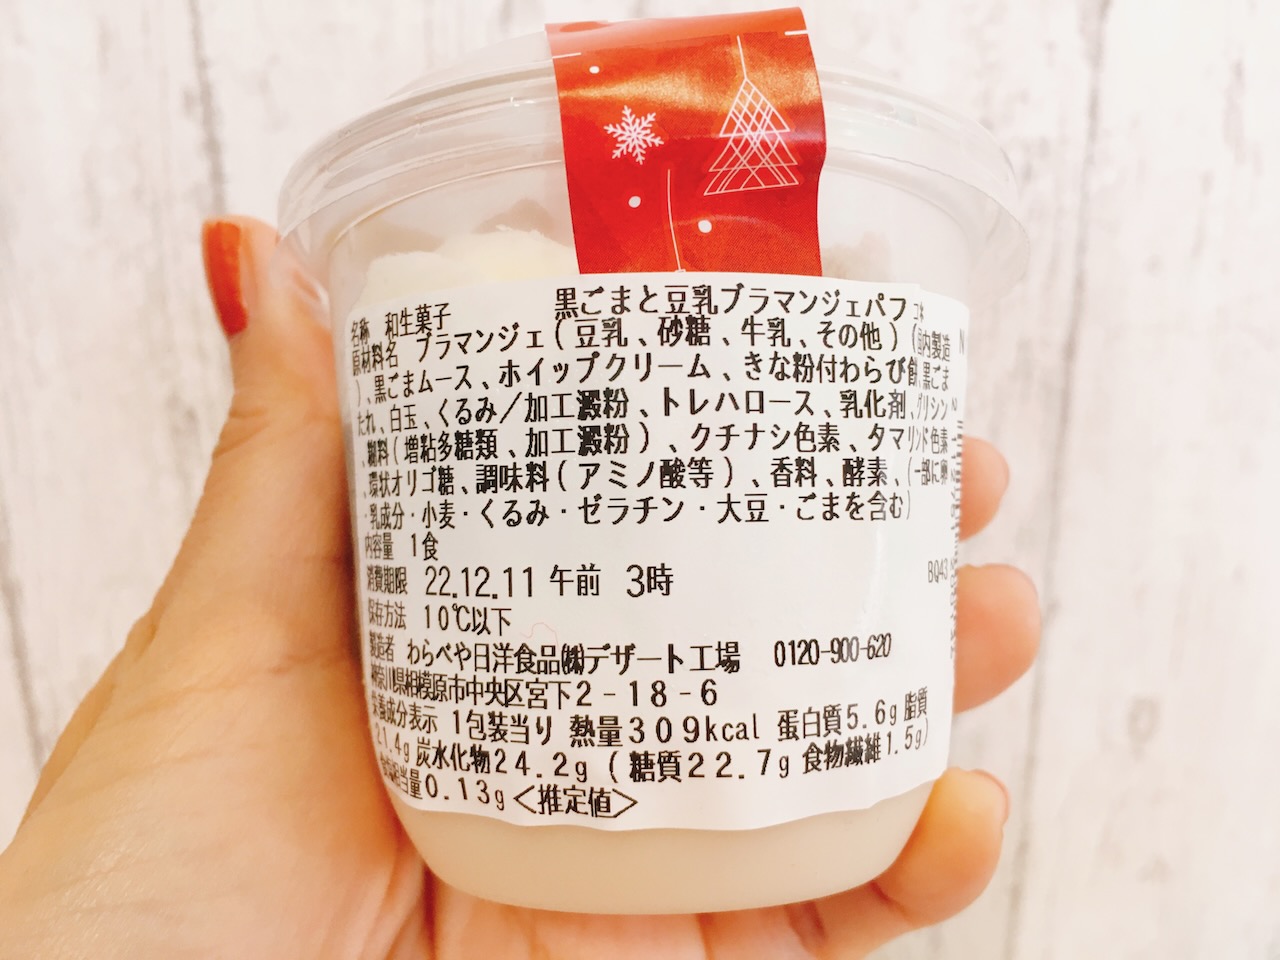 名称 和生菓子 黒ごまと豆乳ブラマンジェパフェ
原材料名 ブラマンジェ(豆乳、砂糖、牛乳、その他)(国内製造
)、黒ごまムース、ホイップクリーム、きな粉付わらび餅、黒ごま
たれ、白玉、くるみ/加工澱粉、トレハロース、乳化剤、グリシン
、糊料(増粘多糖類、加工澱粉)、クチナシ色素、タマリンド色素
、環状オリゴ糖、調味料(アミノ酸等)、香料、酵素、(一部に卵
・乳成分・小麦・くるみ・ゼラチン・大豆・ごまを含む)
内容量 1食
消費期限 22.12.11 午前 3時
BQ43
保存方法 10℃以下
製造者 わらべや日洋食品㈱デザート工場 0120-900-620
神奈川県相模原市中央区宮下2-18-6
栄養成分表示 1包装当り 熱量309kcal 蛋白質5.6g 脂質
21.4g 炭水化物24.2g (糖質22.7g 食物繊維1.5g)
食塩相当量0.13g <推定値>